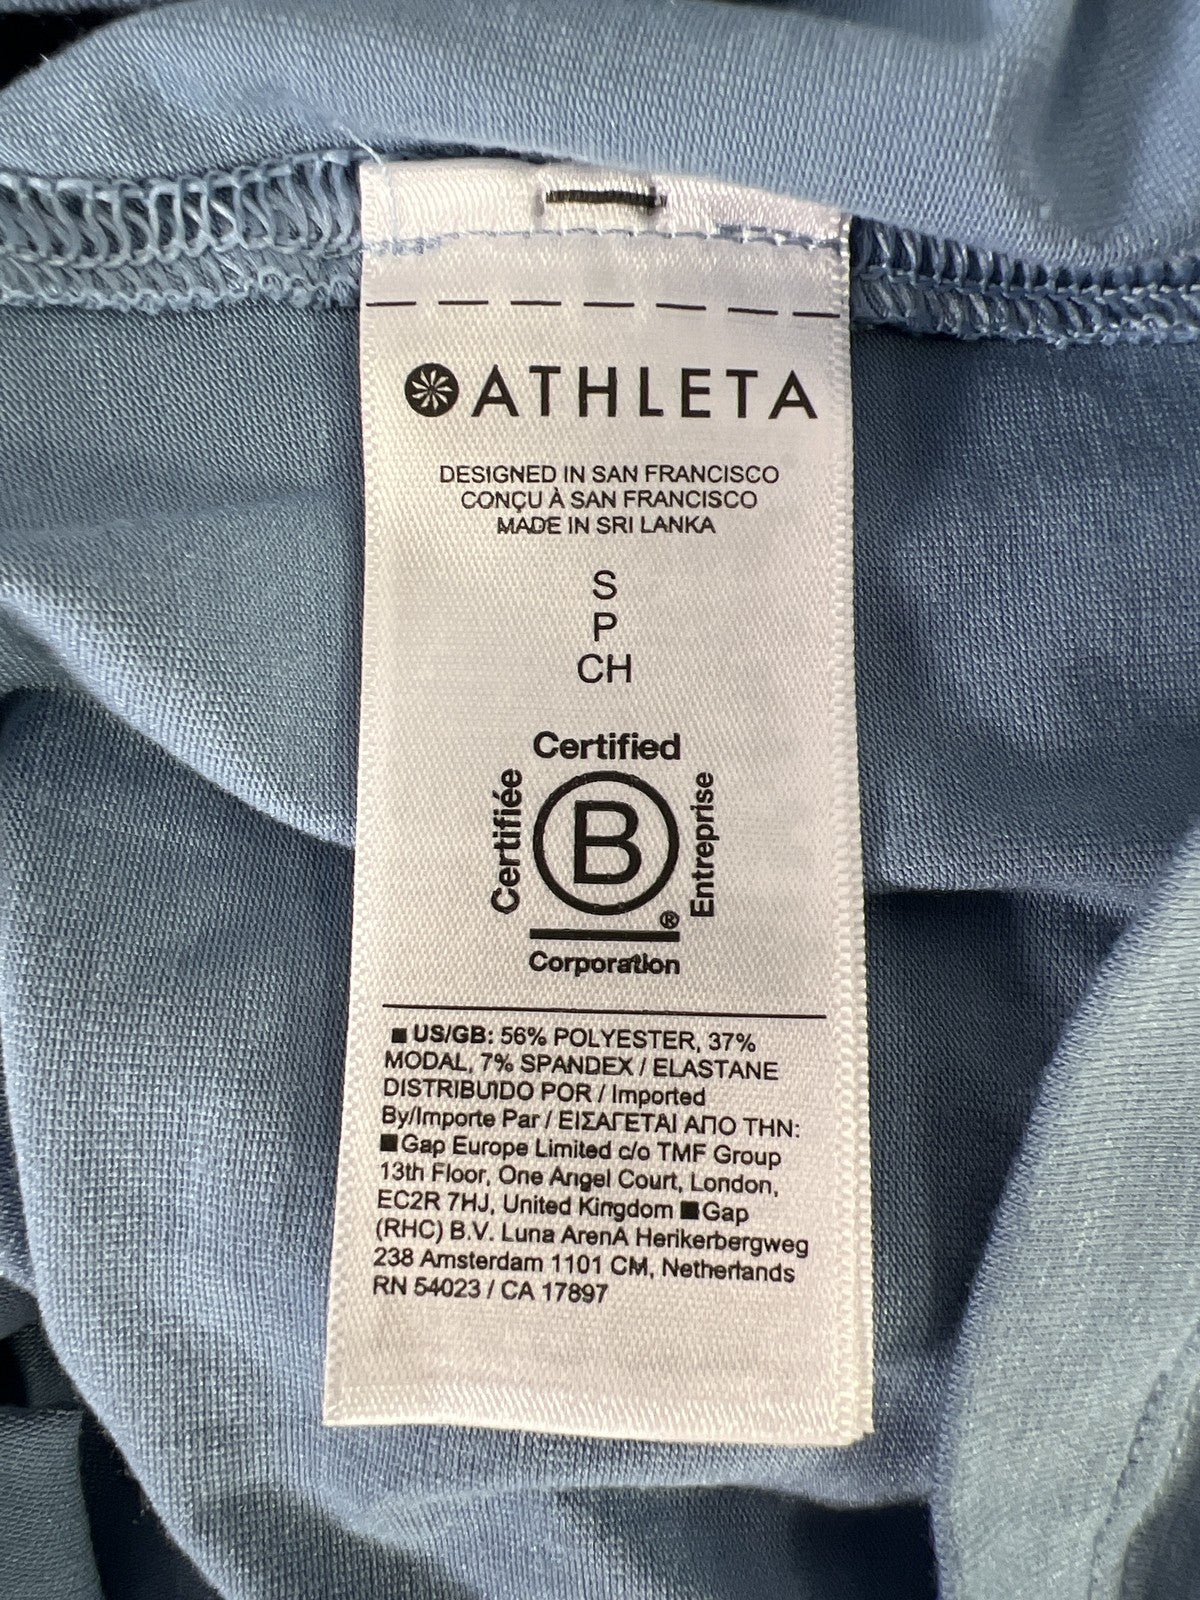 ATHLETA
DESIGNED IN SAN FRANCISCO
CONÇU À SAN FRANCISCO
MADE IN SRI LANKA
S
P
CH
Certified
Certifiée
B
Entreprise
®
Corporation
■ US/GB: 56% POLYESTER, 37%
MODAL, 7% SPANDEX / ELASTANE
DISTRIBUIDO POR / Imported
By/Importe Par / ΕΙΣΑΓΕΤΑΙ ΑΠΟ ΤΗΝ:
■ Gap Europe Limited c/o TMF Group
13th Floor, One Angel Court, London,
EC2R 7HJ, United Kingdom ■ Gap
(RHC) B.V. Luna ArenA Herikerbergweg
238 Amsterdam 1101 CM, Netherlands
RN 54023 / CA 17897